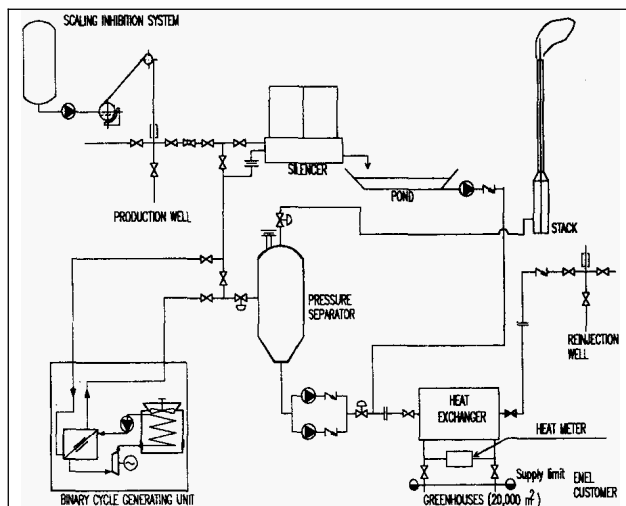 SCALING INHIBITION SYSTEM
SILENCER
PRODUCTION WELL
POND
STACK
PRESSURE
SEPARATOR
REINJECTION
WELL
HEAT
EXCHANGER
HEAT METER
Supply limit
ENEL
CUSTOMER
BINARY CYCLE GENERATING UNIT
GREENHOUSES (20,000 m²)